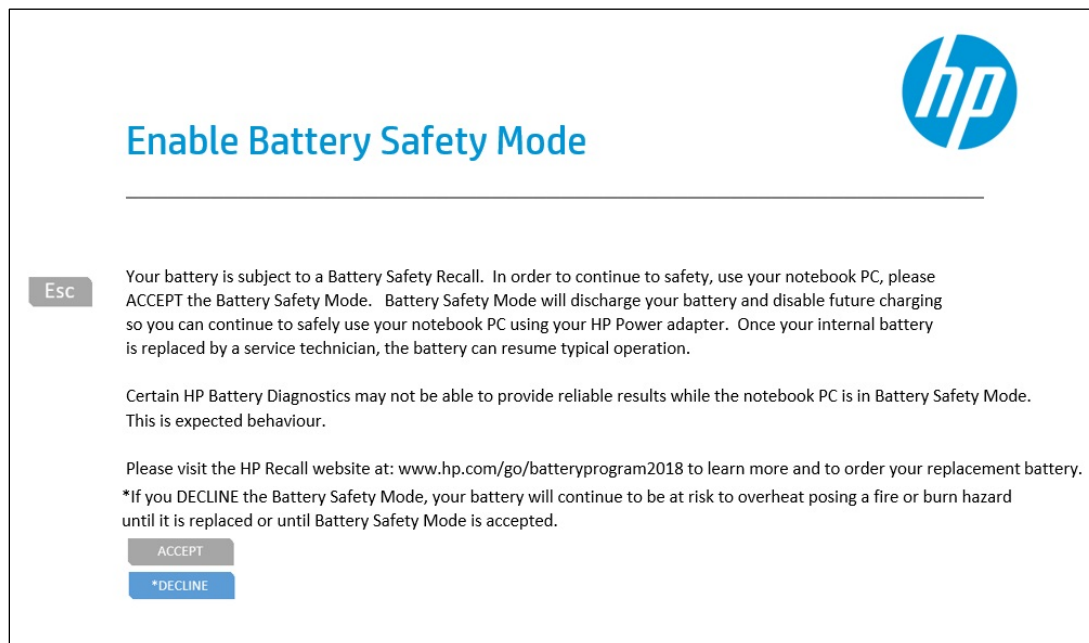 hp
Enable Battery Safety Mode
Esc
Your battery is subject to a Battery Safety Recall. In order to continue to safety, use your notebook PC, please
ACCEPT the Battery Safety Mode. Battery Safety Mode will discharge your battery and disable future charging
so you can continue to safely use your notebook PC using your HP Power adapter. Once your internal battery
is replaced by a service technician, the battery can resume typical operation.
Certain HP Battery Diagnostics may not be able to provide reliable results while the notebook PC is in Battery Safety Mode.
This is expected behaviour.
Please visit the HP Recall website at: www.hp.com/go/batteryprogram2018 to learn more and to order your replacement battery.
*If you DECLINE the Battery Safety Mode, your battery will continue to be at risk to overheat posing a fire or burn hazard
until it is replaced or until Battery Safety Mode is accepted.
ACCEPT
*DECLINE